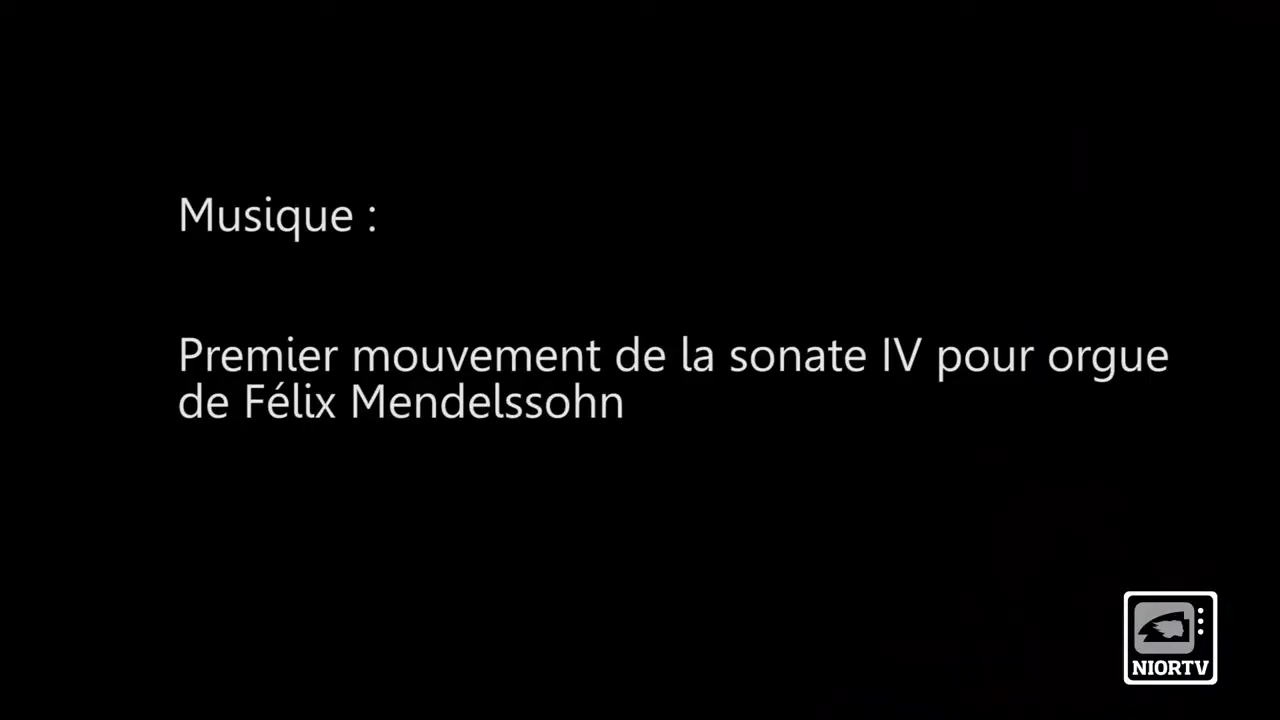 Musique :
Premier mouvement de la sonate IV pour orgue
de Félix Mendelssohn
NIORTV